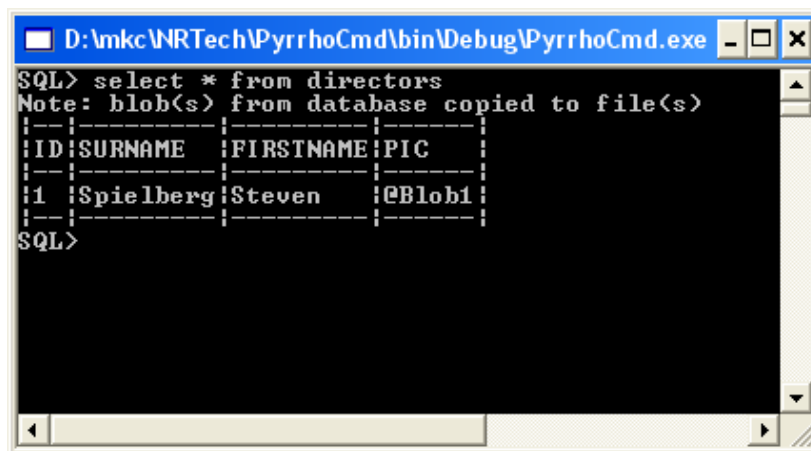 D:\mkc\NRTech\PyrrhoCmd\bin\Debug\PyrrhoCmd.exe
SQL> select * from directors
Note: blob(s) from database copied to file(s)
|--|---------|---------|------|
|ID|SURNAME  |FIRSTNAME|PIC   |
|--|---------|---------|------|
|1 |Spielberg|Steven   |@Blob1|
|--|---------|---------|------|
SQL>